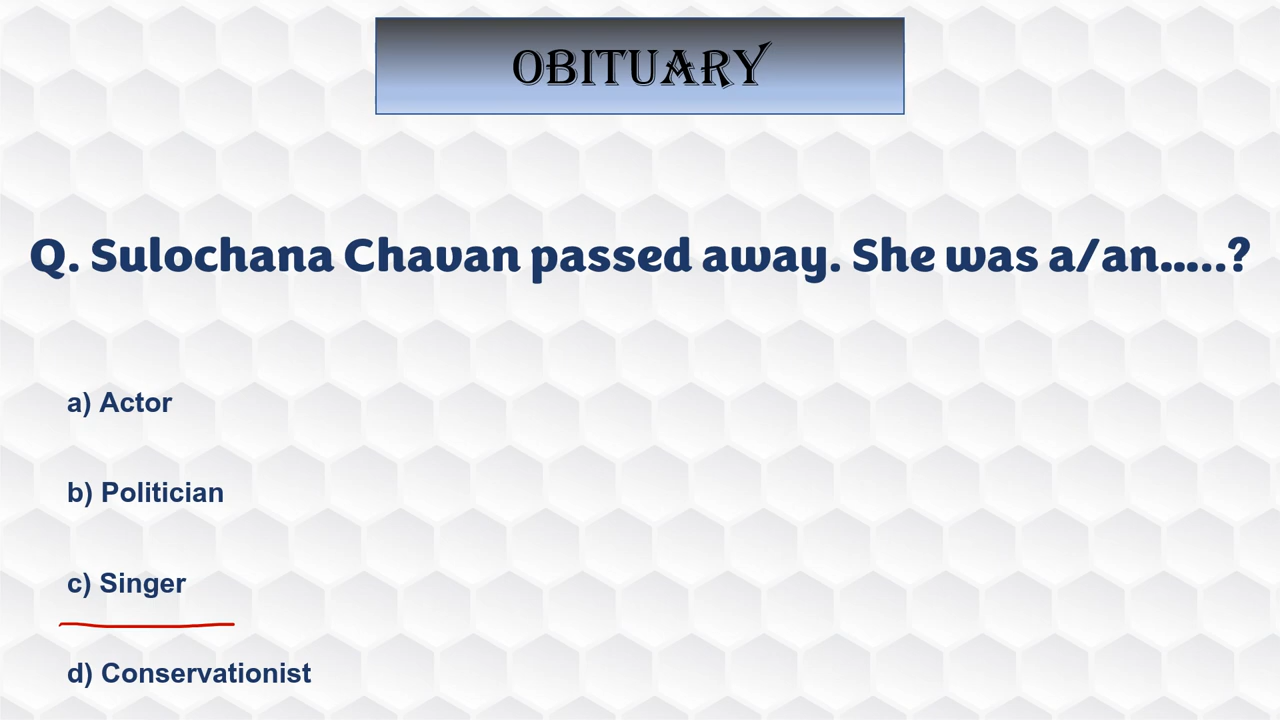 OBITUARY
Q. Sulochana Chavan passed away. She was a/an.....?
a) Actor
b) Politician
c) Singer
d) Conservationist